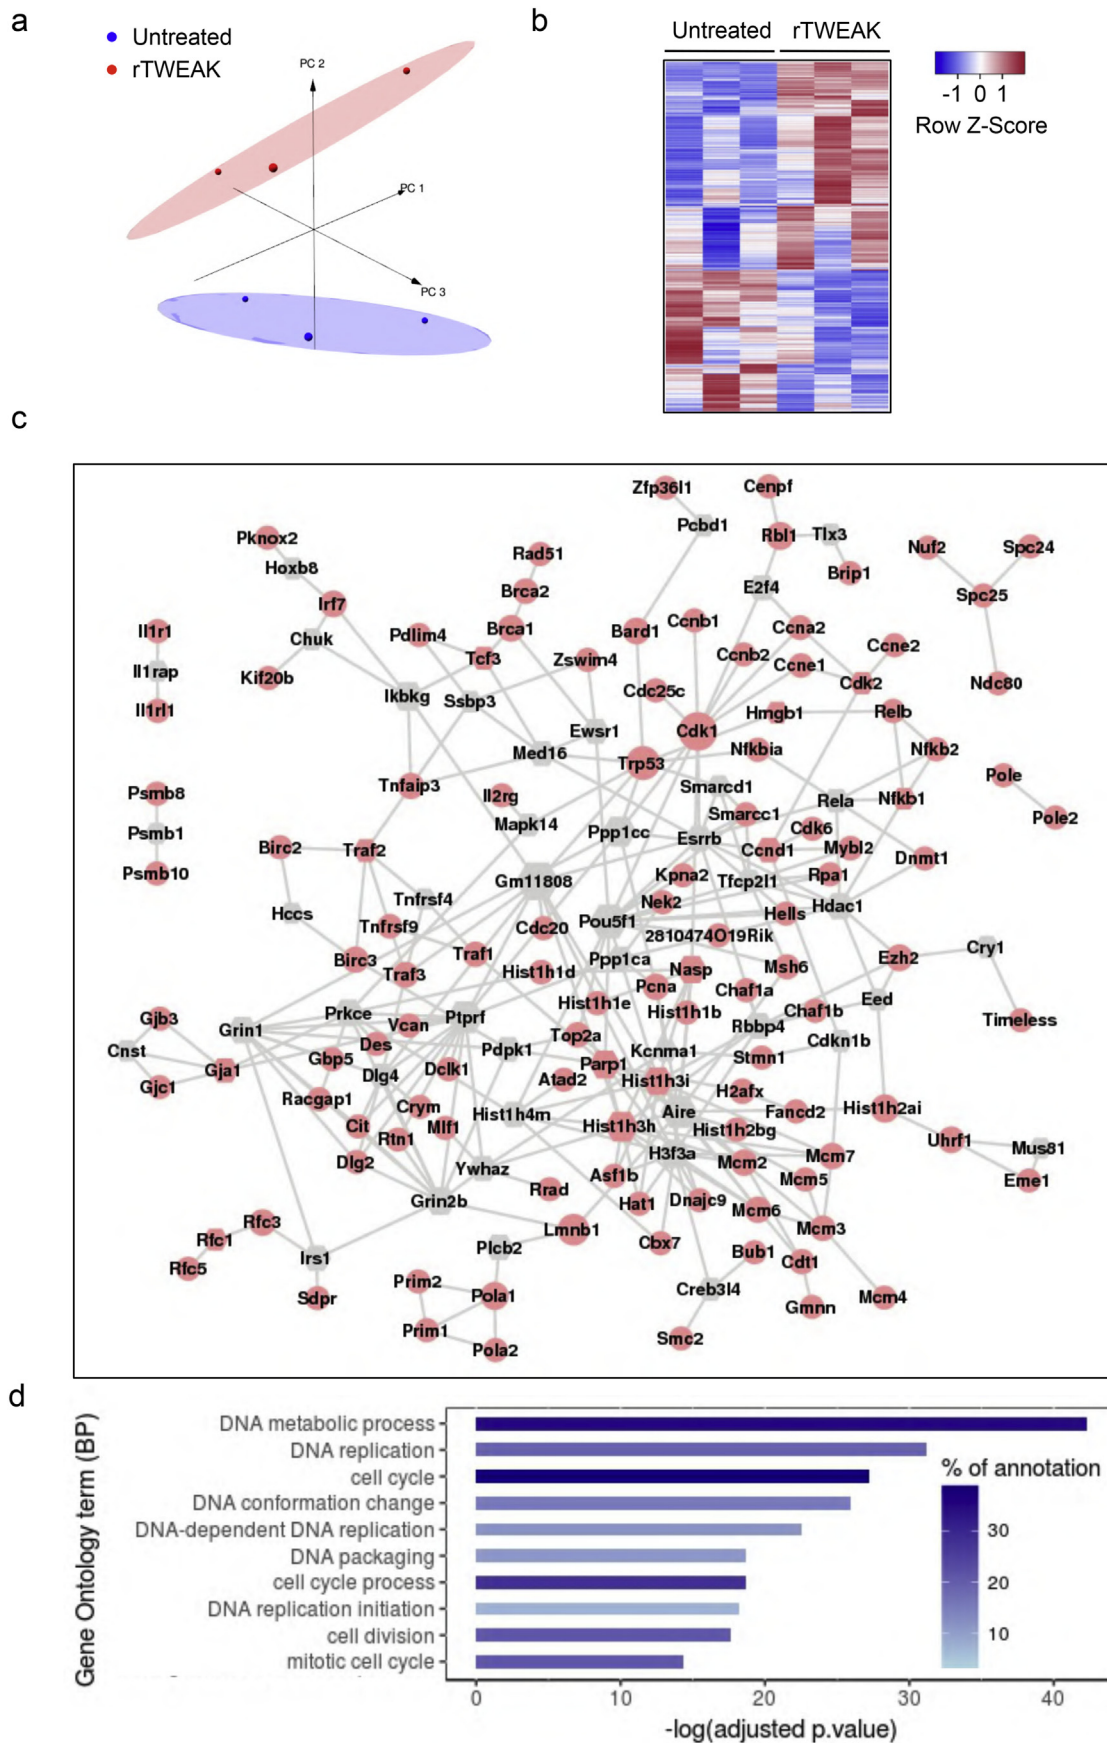 a
Untreated
rTWEAK
PC 2
PC 1
PC 3
b
Untreated rTWEAK
-1 0 1
Row Z-Score
c
Zfp36l1 Cenpf
Pcbd1
Pknox2 Rad51 Rbl1 Tlx3 Nuf2 Spc24
Hoxb8 Brip1
Brca2 E2f4 Spc25
Irf7
Il1r1 Chuk Pdlim4 Brca1 Bard1 Ccnb1 Ccna2
Ccnb2 Ccne2
Il1rap Kif20b Tcf3 Zswim4 Ccne1
Ikbkg Ssbp3 Cdc25c Cdk2 Ndc80
Il1rl1 Hmgb1 Relb
Ewsr1 Cdk1
Med16 Trp53 Nfkbia Nfkb2
Tnfaip3 Smarcd1 Pole
Psmb8 Il2rg Rela Nfkb1
Psmb1 Mapk14 Ppp1cc Esrrb Smarcc1 Cdk6 Pole2
Birc2 Traf2 Ccnd1 Mybl2
Psmb10 Gm11808 Kpna2 Tfcp2l1 Rpa1 Dnmt1
Tnfrsf4 Nek2
Hccs Tnfrsf9 Cdc20 Pou5f1 Hells Hdac1
2810474O19Rik
Birc3 Traf3 Traf1 Ppp1ca Nasp Msh6 Ezh2 Cry1
Hist1h1d Pcna Chaf1a
Gjb3 Grin1 Prkce Vcan Ptprf Hist1h1e Hist1h1b Chaf1b Eed Timeless
Rbbp4
Cnst Des Top2a Cdkn1b
Gja1 Gbp5 Pdpk1 Kcnma1 Stmn1
Gjc1 Dlg4 Dclk1 Parp1
Racgap1 Atad2 Hist1h3i H2afx
Crym Hist1h4m Aire Fancd2 Hist1h2ai
Cit Mlf1 Hist1h3h Hist1h2bg
Rtn1 Uhrf1 Mus81
Dlg2 H3f3a Mcm2 Mcm7
Ywhaz Asf1b Mcm5 Eme1
Grin2b Rrad Hat1 Dnajc9 Mcm6
Rfc3 Lmnb1 Mcm3
Rfc1 Plcb2 Cbx7 Bub1
Rfc5 Irs1 Cdt1
Prim2 Creb3l4
Sdpr Pola1 Gmnn Mcm4
Prim1 Smc2
Pola2
d
Gene Ontology term (BP)
DNA metabolic process
DNA replication
cell cycle
DNA conformation change
DNA-dependent DNA replication
DNA packaging
cell cycle process
DNA replication initiation
cell division
mitotic cell cycle
% of annotation
30
20
10
0 10 20 30 40
-log(adjusted p.value)